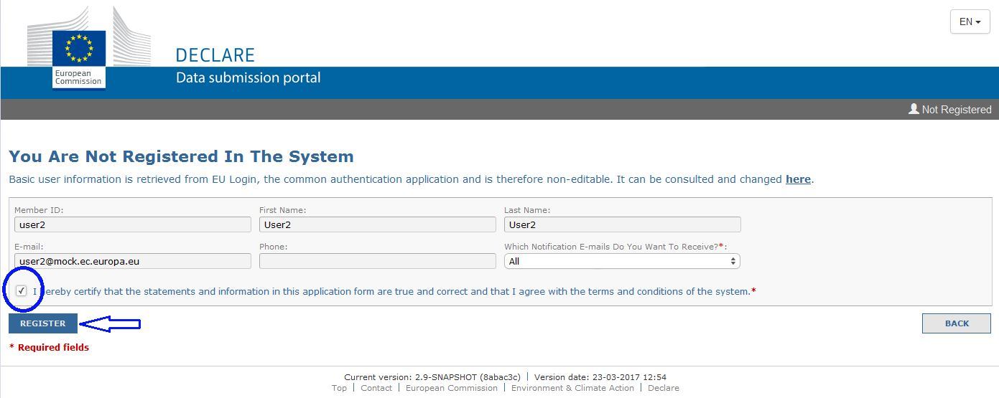 EN
European
Commission
DECLARE
Data submission portal
Not Registered
You Are Not Registered In The System
Basic user information is retrieved from EU Login, the common authentication application and is therefore non-editable. It can be consulted and changed here.
Member ID: First Name: Last Name:
user2 User2 User2
E-mail: Phone: Which Notification E-mails Do You Want To Receive?*:
user2@mock.ec.europa.eu All
I hereby certify that the statements and information in this application form are true and correct and that I agree with the terms and conditions of the system.*
REGISTER BACK
* Required fields
Current version: 2.9-SNAPSHOT (8abac3c) | Version date: 23-03-2017 12:54
Top | Contact | European Commission | Environment & Climate Action | Declare